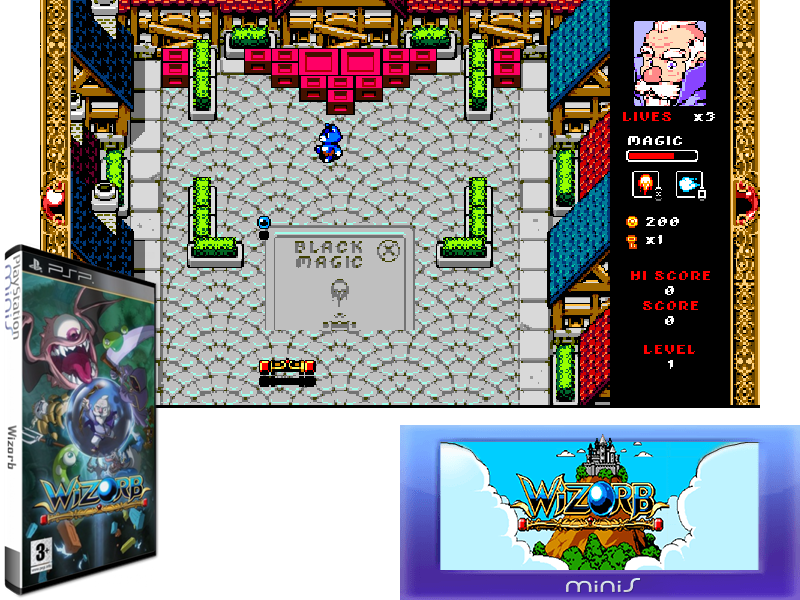 LIVES x3
MAGIC
200
x1
HI SCORE
0
SCORE
0
LEVEL
1
BLACK
MAGIC
PSP
PlayStation
minis
Wizorb
WIZORB
3+
WIZORB
minis